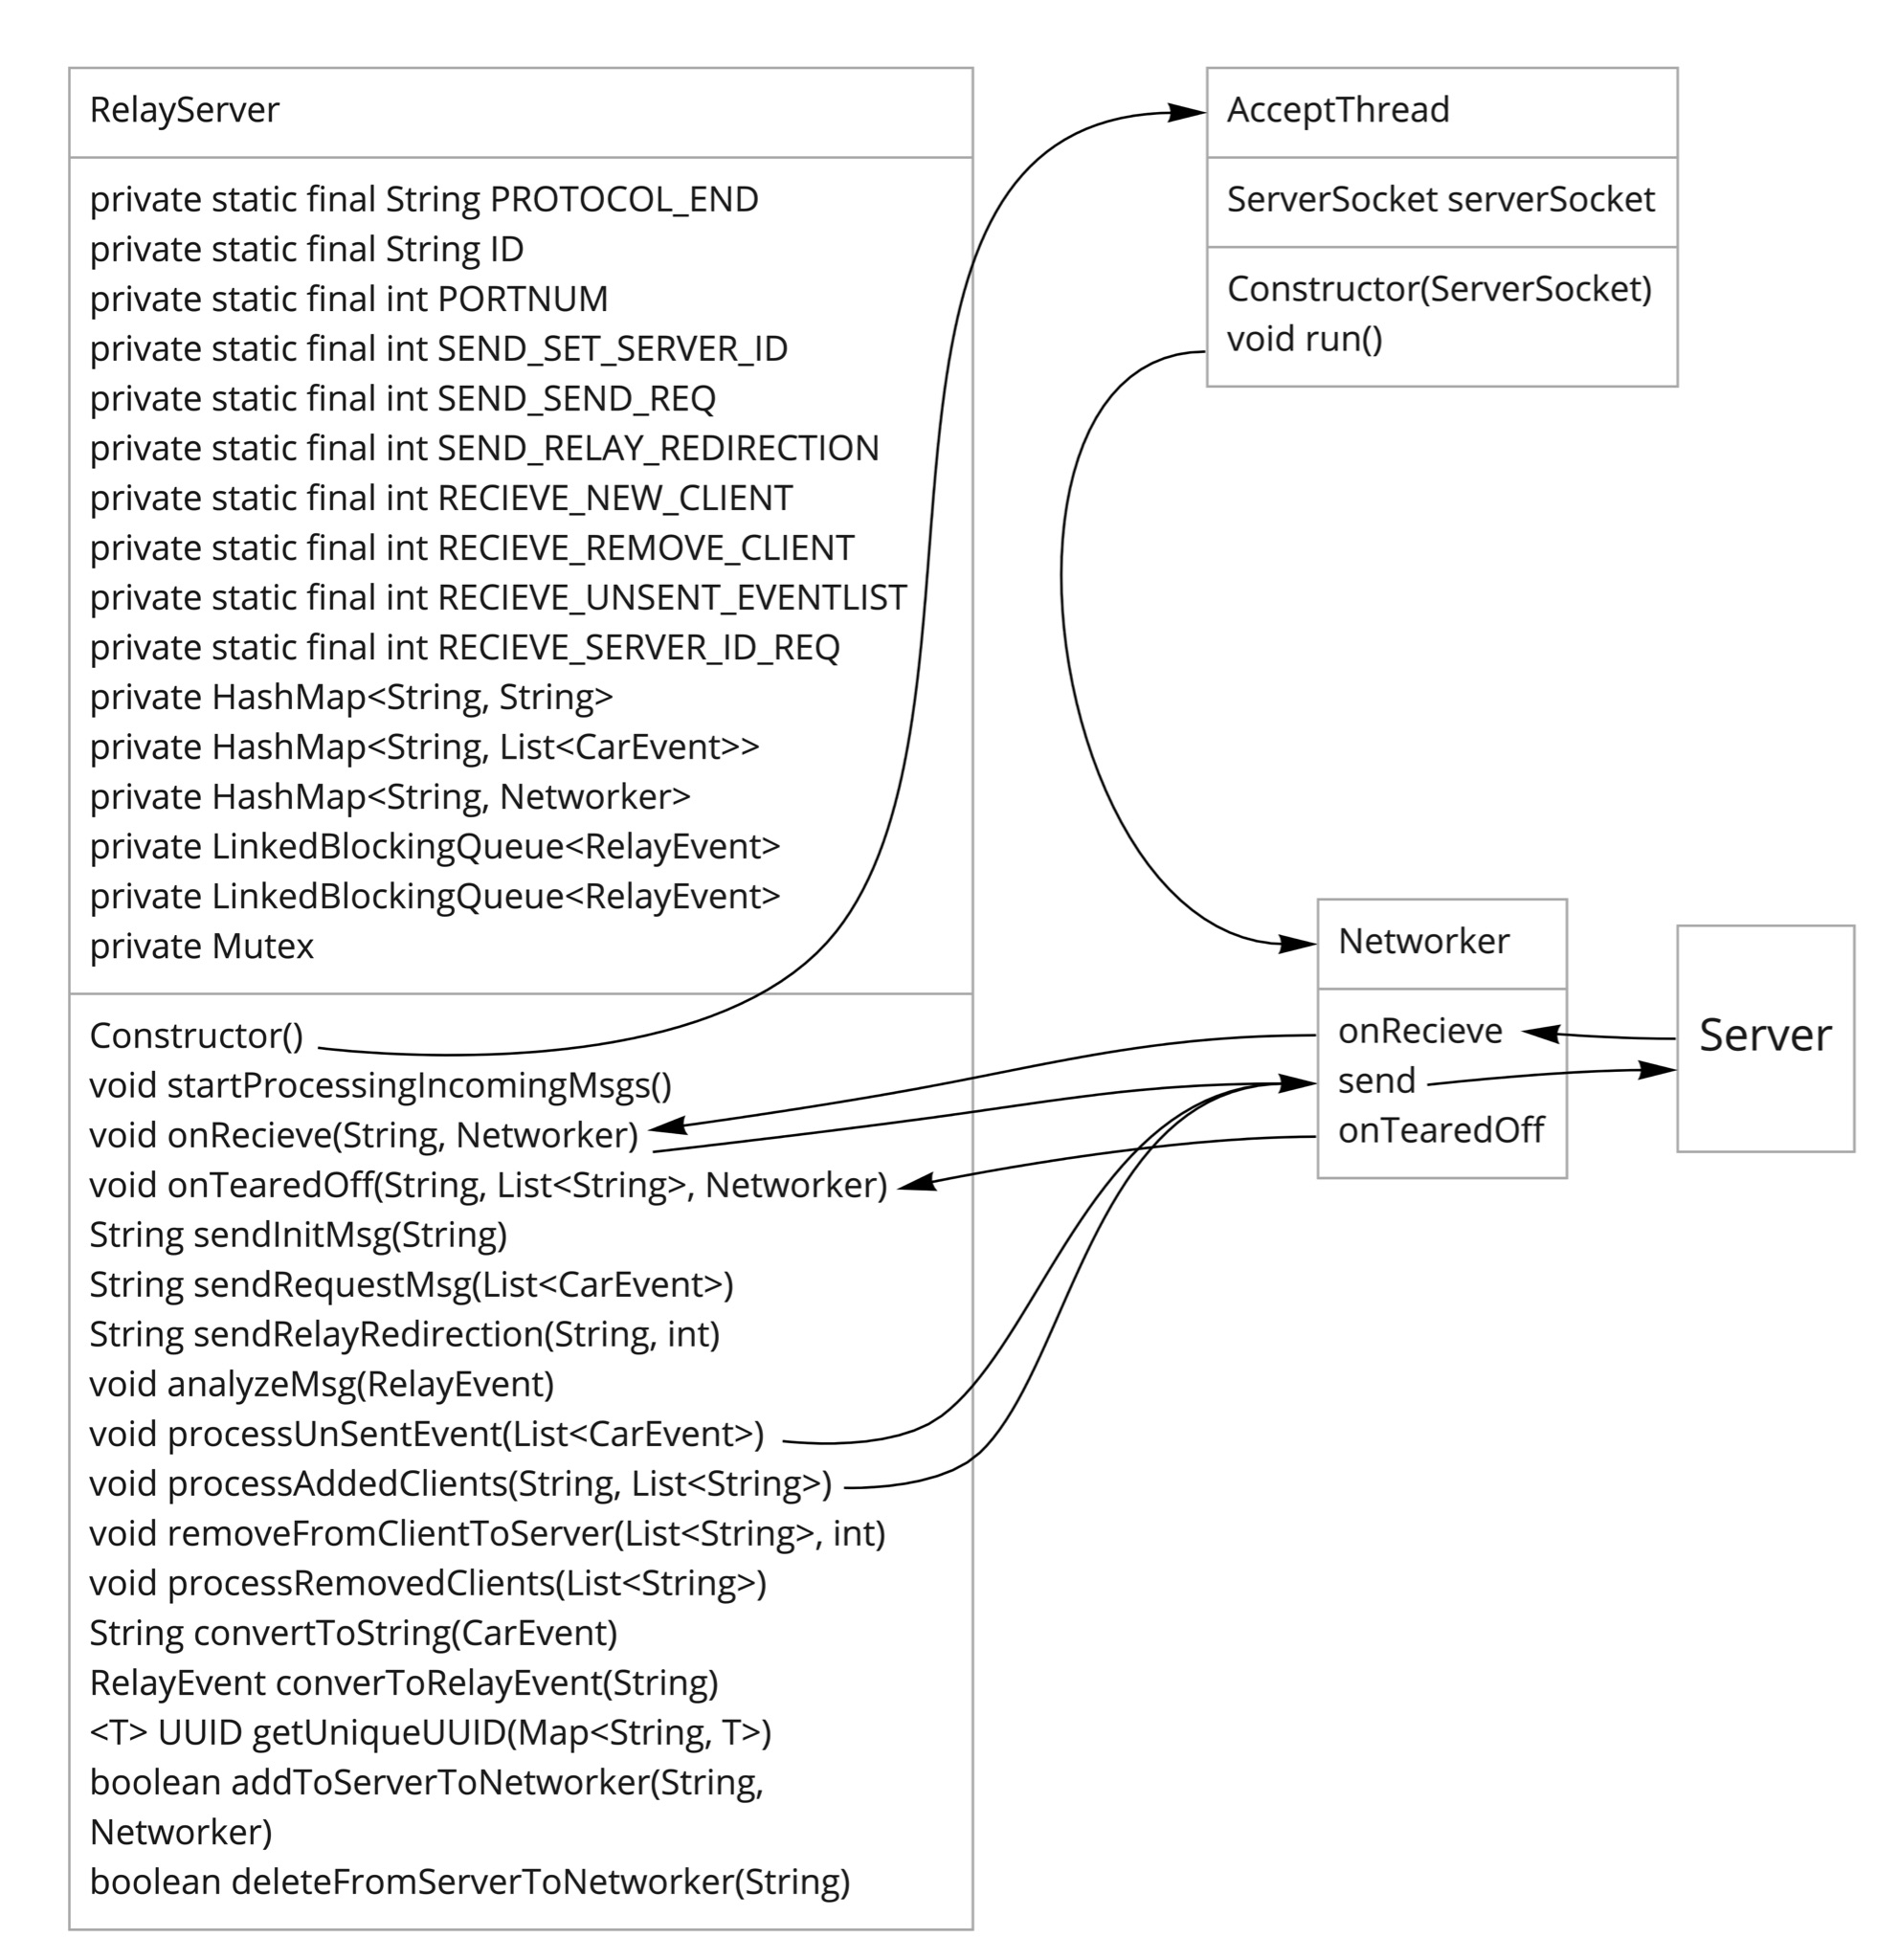 RelayServer
private static final String PROTOCOL_END
private static final String ID
private static final int PORTNUM
private static final int SEND_SET_SERVER_ID
private static final int SEND_SEND_REQ
private static final int SEND_RELAY_REDIRECTION
private static final int RECIEVE_NEW_CLIENT
private static final int RECIEVE_REMOVE_CLIENT
private static final int RECIEVE_UNSENT_EVENTLIST
private static final int RECIEVE_SERVER_ID_REQ
private HashMap<String, String>
private HashMap<String, List<CarEvent>>
private HashMap<String, Networker>
private LinkedBlockingQueue<RelayEvent>
private LinkedBlockingQueue<RelayEvent>
private Mutex
Constructor()
void startProcessingIncomingMsgs()
void onRecieve(String, Networker)
void onTearedOff(String, List<String>, Networker)
String sendInitMsg(String)
String sendRequestMsg(List<CarEvent>)
String sendRelayRedirection(String, int)
void analyzeMsg(RelayEvent)
void processUnSentEvent(List<CarEvent>)
void processAddedClients(String, List<String>)
void removeFromClientToServer(List<String>, int)
void processRemovedClients(List<String>)
String convertToString(CarEvent)
RelayEvent converToRelayEvent(String)
<T> UUID getUniqueUUID(Map<String, T>)
boolean addToServerToNetworker(String,
Networker)
boolean deleteFromServerToNetworker(String)
AcceptThread
ServerSocket serverSocket
Constructor(ServerSocket)
void run()
Networker
onRecieve
send
onTearedOff
Server